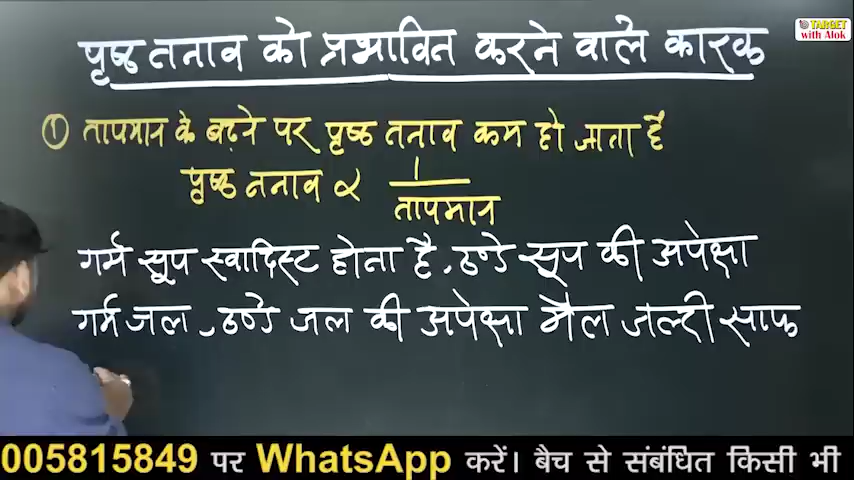 TARGET
with Alok
पृष्ठ तनाव को प्रभावित करने वाले कारक
① तापमान के बढ़ने पर पृष्ठ तनाव कम हो जाता है
पृष्ठ तनाव ∝ 1/तापमान
गर्म सूप स्वादिस्ट होता है, ठण्डे सूप की अपेक्षा
गर्म जल, ठण्डे जल की अपेक्षा मैल जल्दी साफ
005815849 पर WhatsApp करें। बैच से संबंधित किसी भी